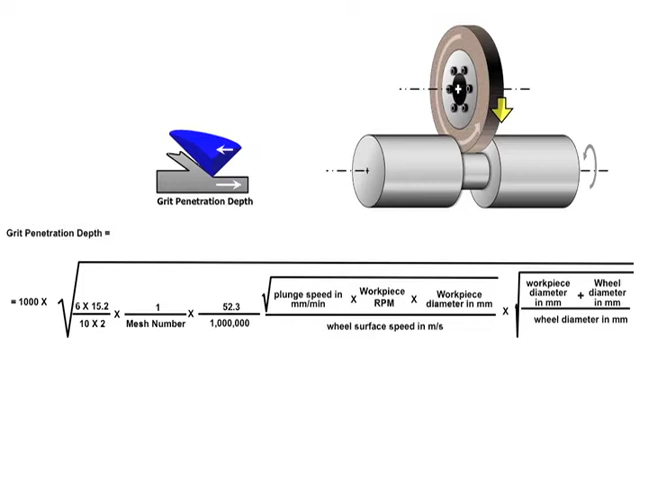 Grit Penetration Depth
Grit Penetration Depth =
= 1000 X
6 X 15.2
10 X 2
X
1
Mesh Number
X
52.3
1,000,000
plunge speed in
mm/min
X
Workpiece
RPM
X
Workpiece
diameter in mm
wheel surface speed in m/s
X
workpiece
diameter
in mm
+
Wheel
diameter
in mm
wheel diameter in mm